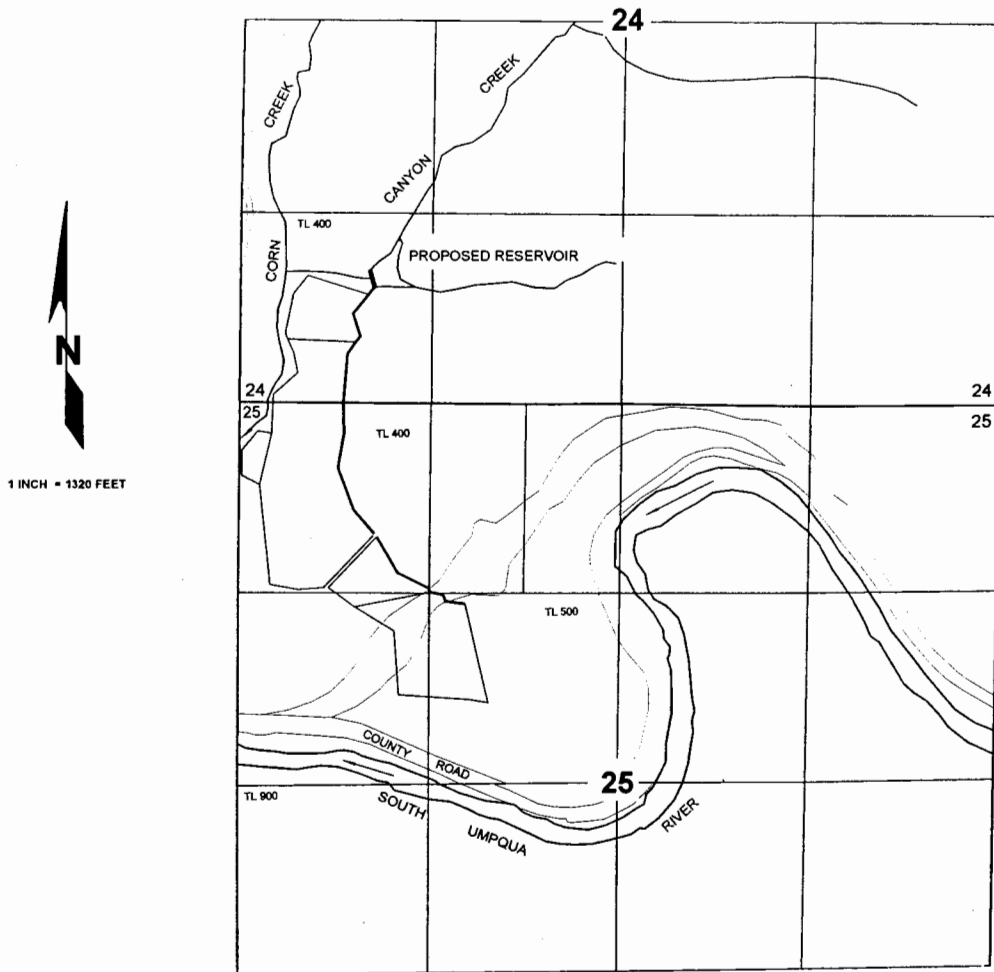 24
CREEK
CREEK
CANYON
TL 400
CORN
PROPOSED RESERVOIR
N
24
24
25
25
TL 400
1 INCH = 1320 FEET
TL 500
COUNTY ROAD
25
TL 900
SOUTH UMPQUA RIVER